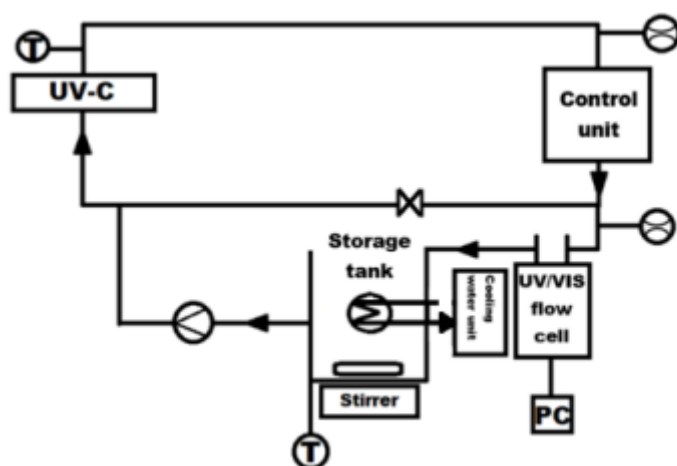 T
UV-C
Control
unit
Storage
tank
Cooling
water unit
UV/VIS
flow
cell
Stirrer
PC
T